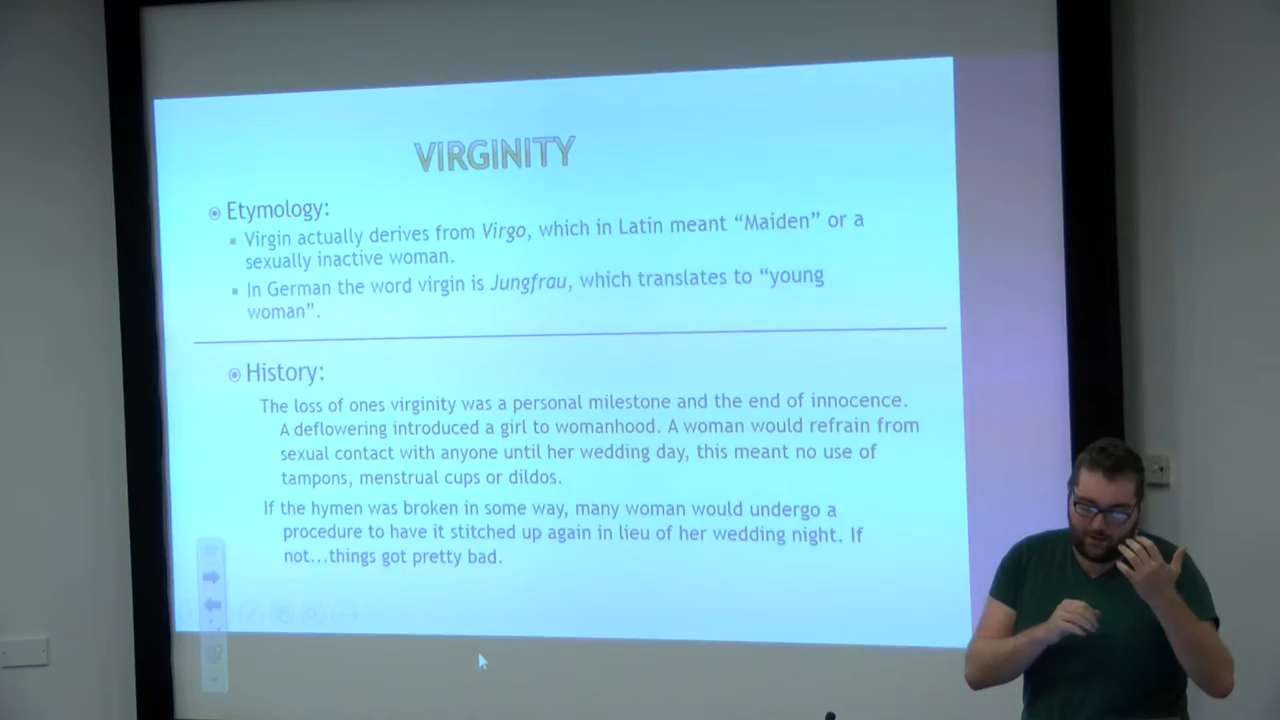 VIRGINITY
Etymology:
Virgin actually derives from Virgo, which in Latin meant “Maiden” or a
sexually inactive woman.
In German the word virgin is Jungfrau, which translates to “young
woman”.
History:
The loss of ones virginity was a personal milestone and the end of innocence.
A deflowering introduced a girl to womanhood. A woman would refrain from
sexual contact with anyone until her wedding day, this meant no use of
tampons, menstrual cups or dildos.
If the hymen was broken in some way, many woman would undergo a
procedure to have it stitched up again in lieu of her wedding night. If
not...things got pretty bad.